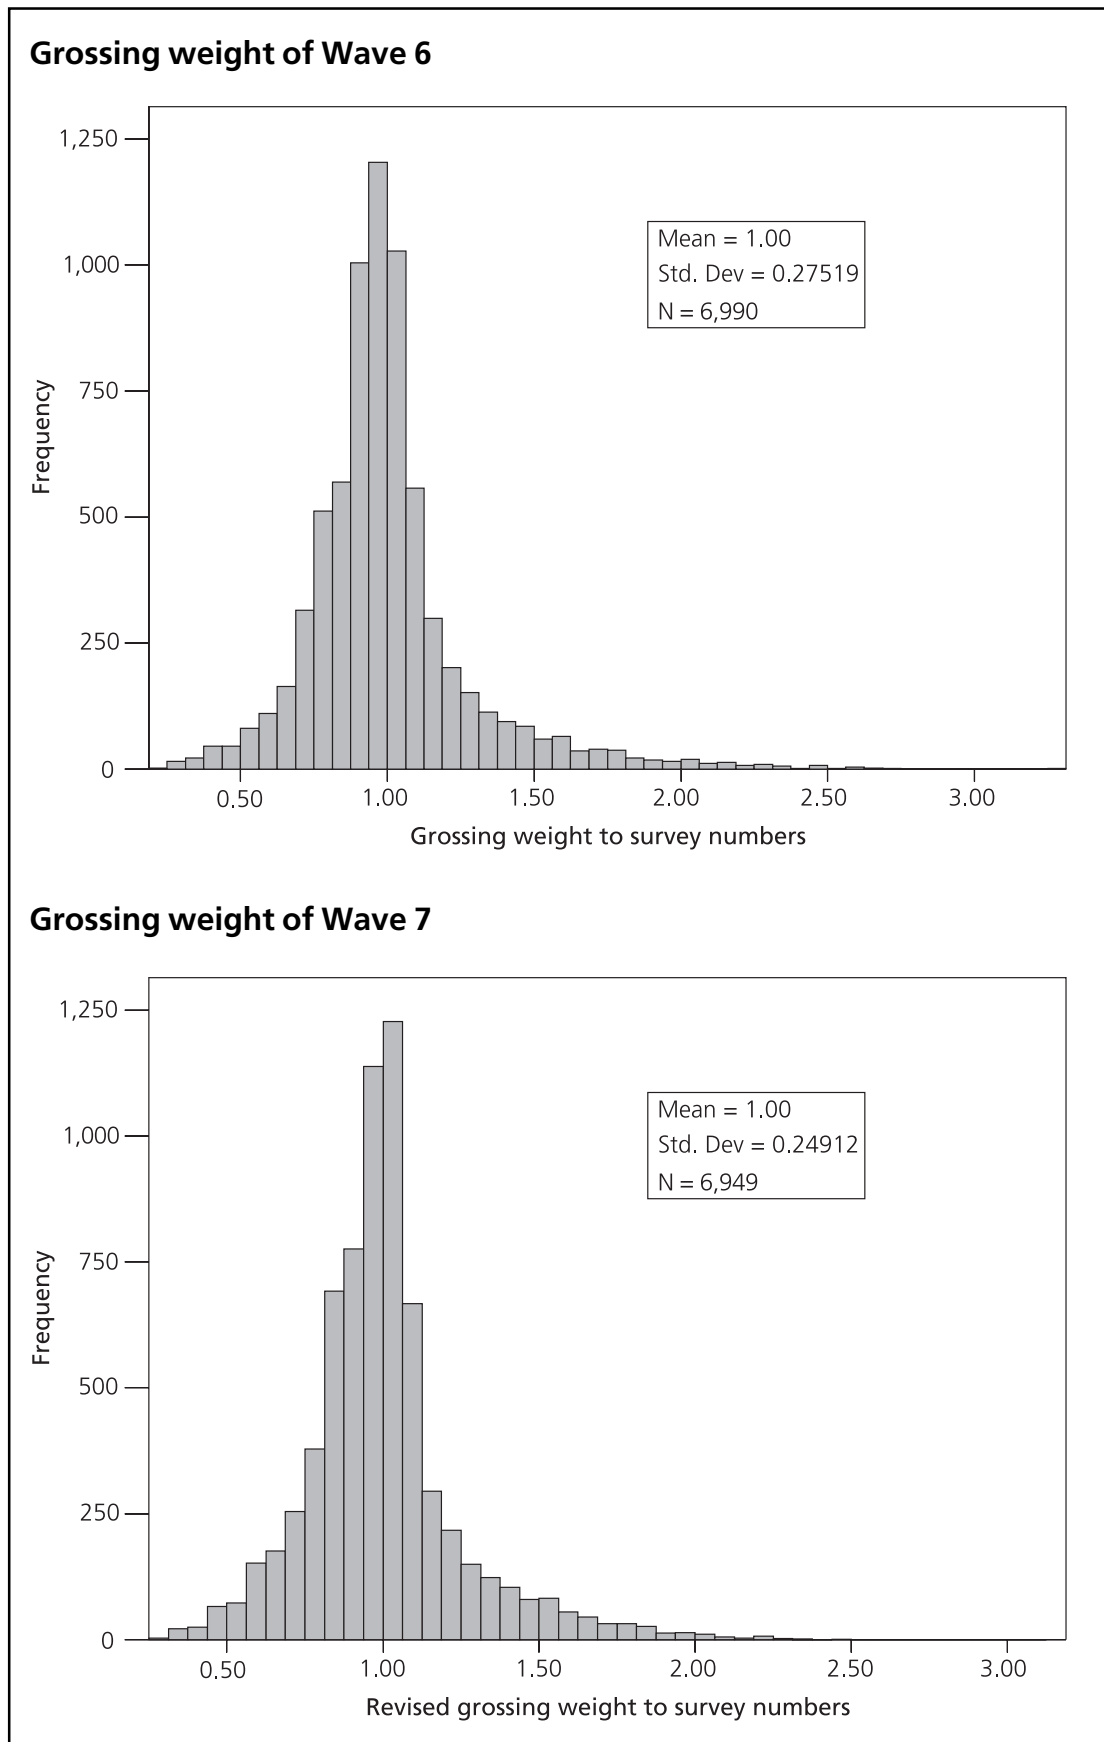 Grossing weight of Wave 6
1,250
1,000
750
500
250
0
Frequency
Mean = 1.00
Std. Dev = 0.27519
N = 6,990
0.50 1.00 1.50 2.00 2.50 3.00
Grossing weight to survey numbers
Grossing weight of Wave 7
1,250
1,000
750
500
250
0
Frequency
Mean = 1.00
Std. Dev = 0.24912
N = 6,949
0.50 1.00 1.50 2.00 2.50 3.00
Revised grossing weight to survey numbers